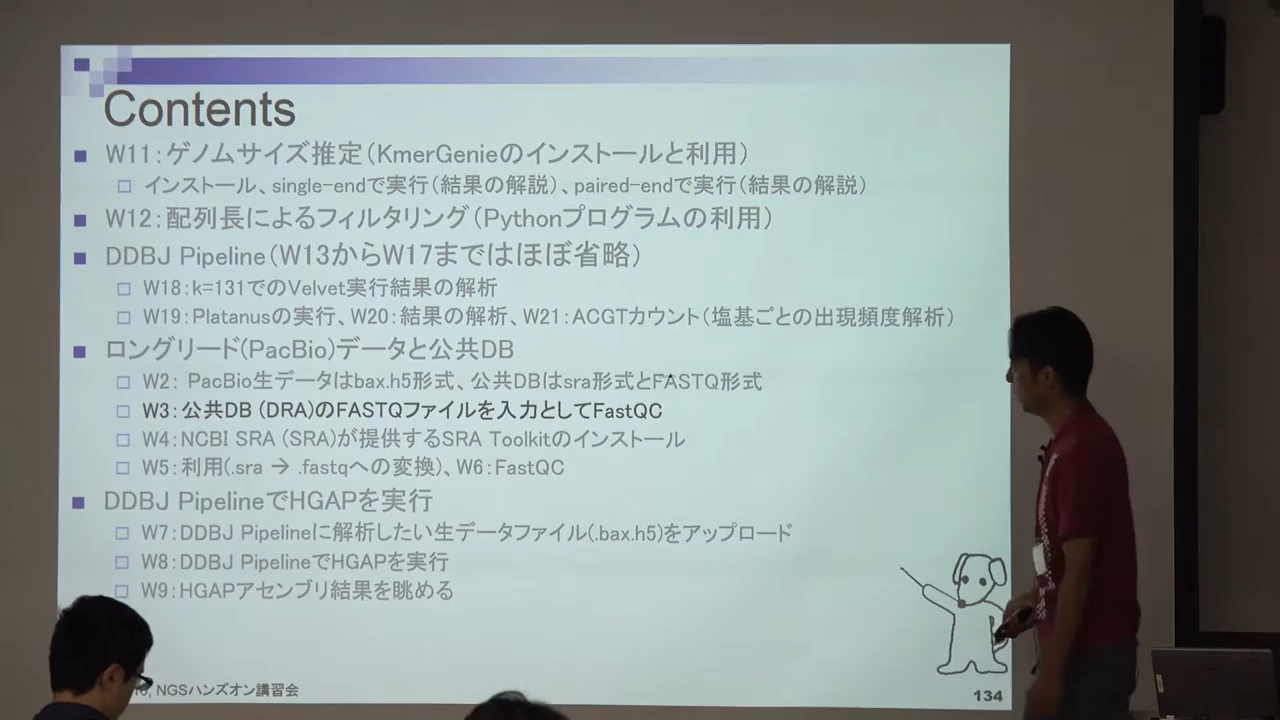 Contents
W11：ゲノムサイズ推定（KmerGenieのインストールと利用）
インストール、single-endで実行（結果の解説）、paired-endで実行（結果の解説）
W12：配列長によるフィルタリング（Pythonプログラムの利用）
DDBJ Pipeline（W13からW17まではほぼ省略）
W18：k=131でのVelvet実行結果の解析
W19：Platanusの実行、W20：結果の解析、W21：ACGTカウント（塩基ごとの出現頻度解析）
ロングリード(PacBio)データと公共DB
W2： PacBio生データはbax.h5形式、公共DBはsra形式とFASTQ形式
W3：公共DB (DRA)のFASTQファイルを入力としてFastQC
W4：NCBI SRA (SRA)が提供するSRA Toolkitのインストール
W5：利用(.sra → .fastqへの変換)、W6：FastQC
DDBJ PipelineでHGAPを実行
W7：DDBJ Pipelineに解析したい生データファイル(.bax.h5)をアップロード
W8：DDBJ PipelineでHGAPを実行
W9：HGAPアセンブリ結果を眺める
NGSハンズオン講習会
134